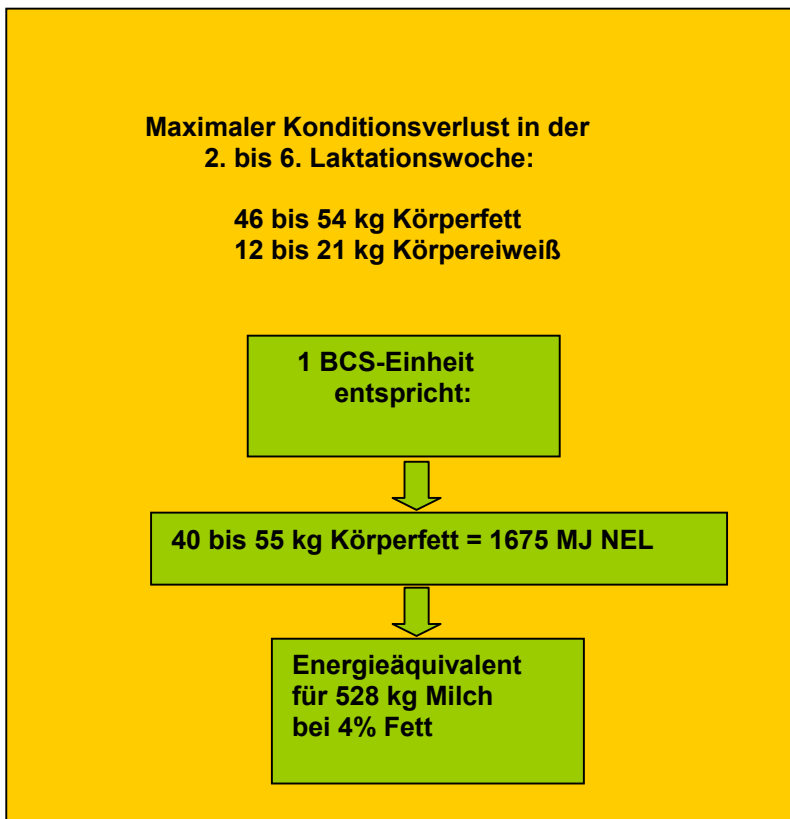 Maximaler Konditionsverlust in der
2. bis 6. Laktationswoche:
46 bis 54 kg Körperfett
12 bis 21 kg Körpereiweiß
1 BCS-Einheit
entspricht:
40 bis 55 kg Körperfett = 1675 MJ NEL
Energieäquivalent
für 528 kg Milch
bei 4% Fett